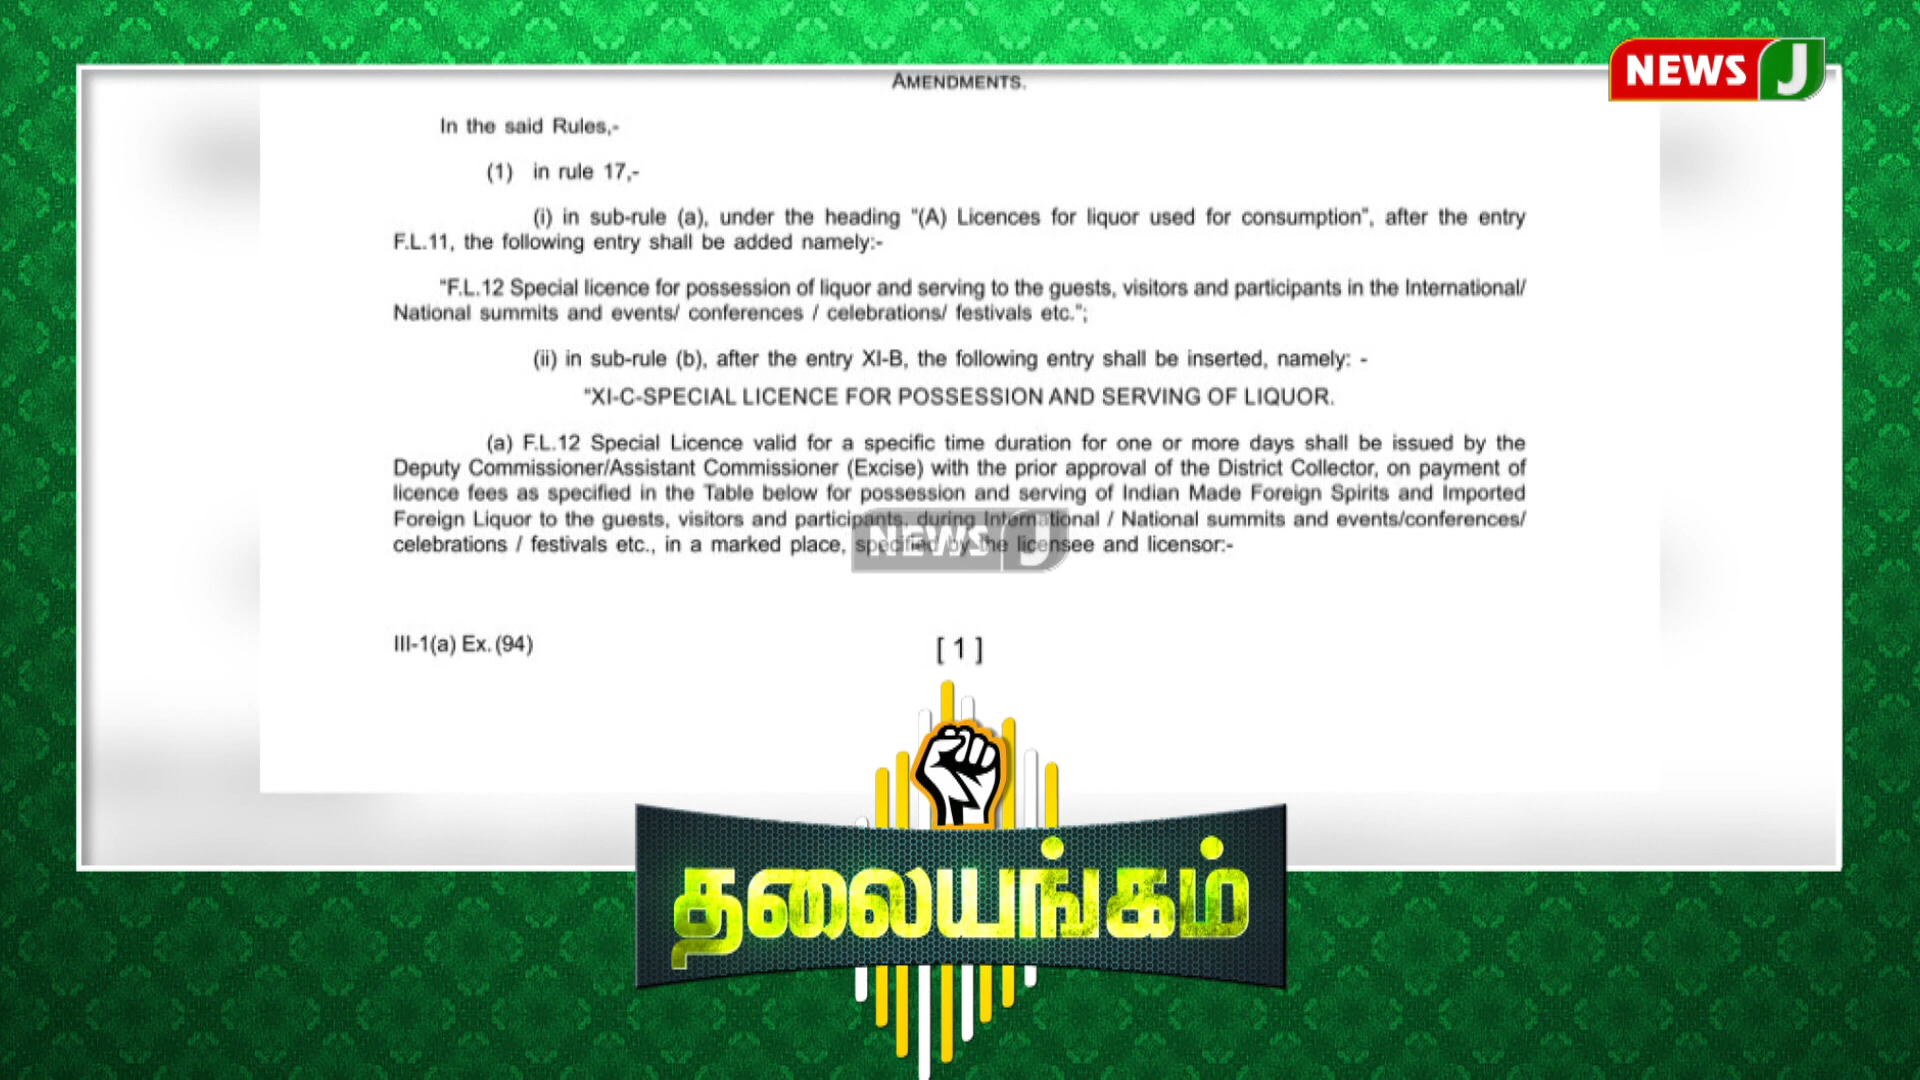 NEWS J
AMENDMENTS.
In the said Rules,-
(1) in rule 17,-
(i) in sub-rule (a), under the heading "(A) Licences for liquor used for consumption", after the entry
F.L.11, the following entry shall be added namely:-
"F.L.12 Special licence for possession of liquor and serving to the guests, visitors and participants in the International/
National summits and events/ conferences / celebrations/ festivals etc.";
(ii) in sub-rule (b), after the entry XI-B, the following entry shall be inserted, namely: -
"XI-C-SPECIAL LICENCE FOR POSSESSION AND SERVING OF LIQUOR.
(a) F.L.12 Special Licence valid for a specific time duration for one or more days shall be issued by the
Deputy Commissioner/Assistant Commissioner (Excise) with the prior approval of the District Collector, on payment of
licence fees as specified in the Table below for possession and serving of Indian Made Foreign Spirits and Imported
Foreign Liquor to the guests, visitors and participants, during International / National summits and events/conferences/
celebrations / festivals etc., in a marked place, specified by the licensee and licensor:-
NEWS J
III-1(a) Ex. (94)
[ 1 ]
தலையங்கம்